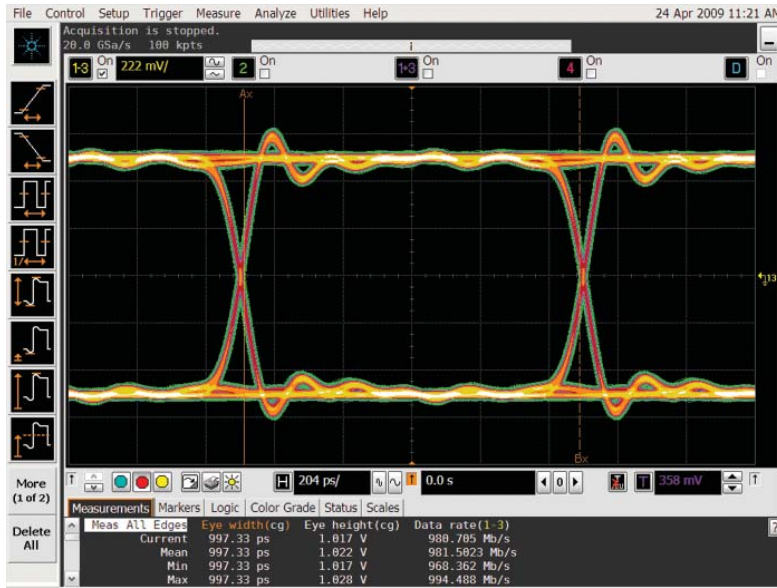 File Control Setup Trigger Measure Analyze Utilities Help 24 Apr 2009 11:21 AM
Acquisition is stopped.
20.0 GSa/s 100 kpts
1-3 On 222 mV/ 2 On 1+3 On 4 On D On
Ax
13
Bx
1/
More
(1 of 2)
Delete
All
H 204 ps/ 0.0 s 0 T 358 mV
Measurements Markers Logic Color Grade Status Scales
Meas All Edges Eye width(cg) Eye height(cg) Data rate(1-3)
Current 997.33 ps 1.017 V 980.705 Mb/s
Mean 997.33 ps 1.022 V 981.5023 Mb/s
Min 997.33 ps 1.017 V 968.362 Mb/s
Max 997.33 ps 1.028 V 994.488 Mb/s
?